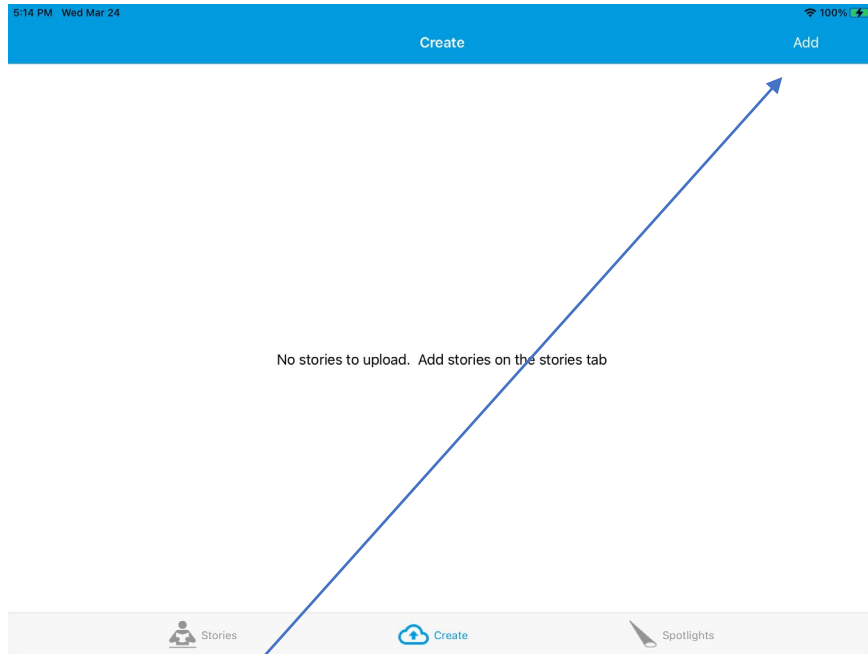 5:14 PM Wed Mar 24 100%
Create Add
No stories to upload. Add stories on the stories tab
Stories Create Spotlights